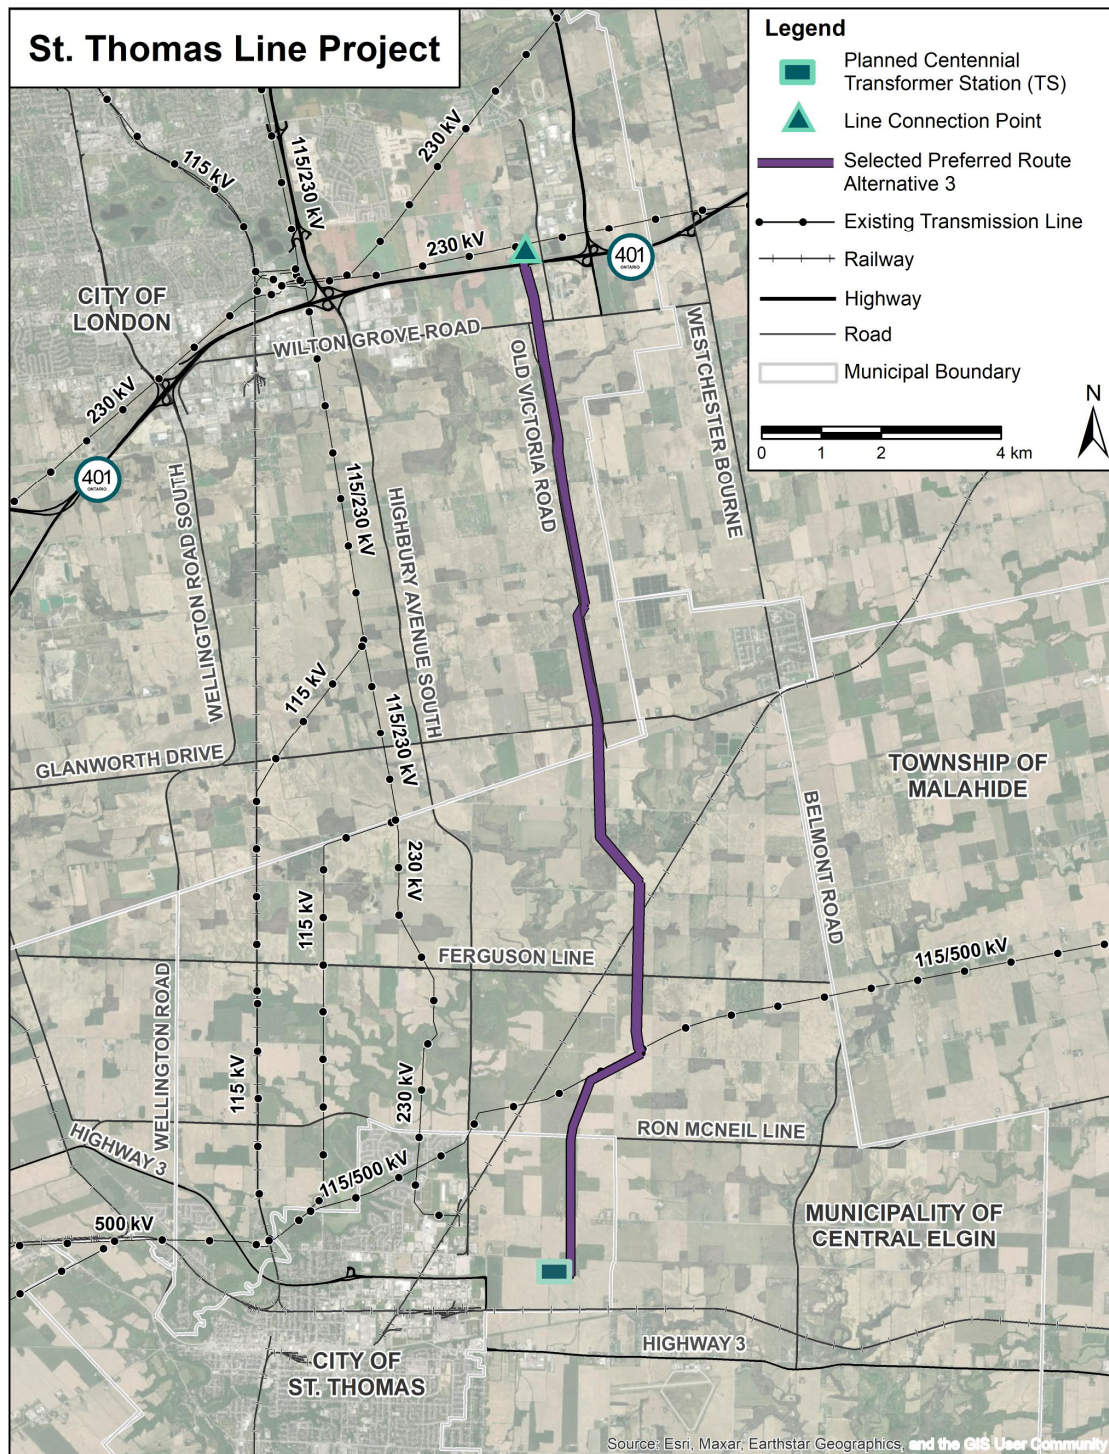 St. Thomas Line Project
Legend
Planned Centennial
Transformer Station (TS)
Line Connection Point
Selected Preferred Route
Alternative 3
Existing Transmission Line
Railway
Highway
Road
Municipal Boundary
N
0 1 2 4 km
115 kV
115/230 kV
230 kV
230 kV
401
ONTARIO
CITY OF
LONDON
WILTON GROVE ROAD
230 kV
401
ONTARIO
OLD VICTORIA ROAD
WESTCHESTER BOURNE
WELLINGTON ROAD SOUTH
115/230 kV
HIGHBURY AVENUE SOUTH
115 kV
115/230 kV
GLANWORTH DRIVE
TOWNSHIP OF
MALAHIDE
BELMONT ROAD
230 kV
115 kV
FERGUSON LINE
115/500 kV
WELLINGTON ROAD
115 kV
230 kV
RON MCNEIL LINE
HIGHWAY 3
115/500 kV
500 kV
MUNICIPALITY OF
CENTRAL ELGIN
HIGHWAY 3
CITY OF
ST. THOMAS
Source: Esri, Maxar, Earthstar Geographics, and the GIS User Community